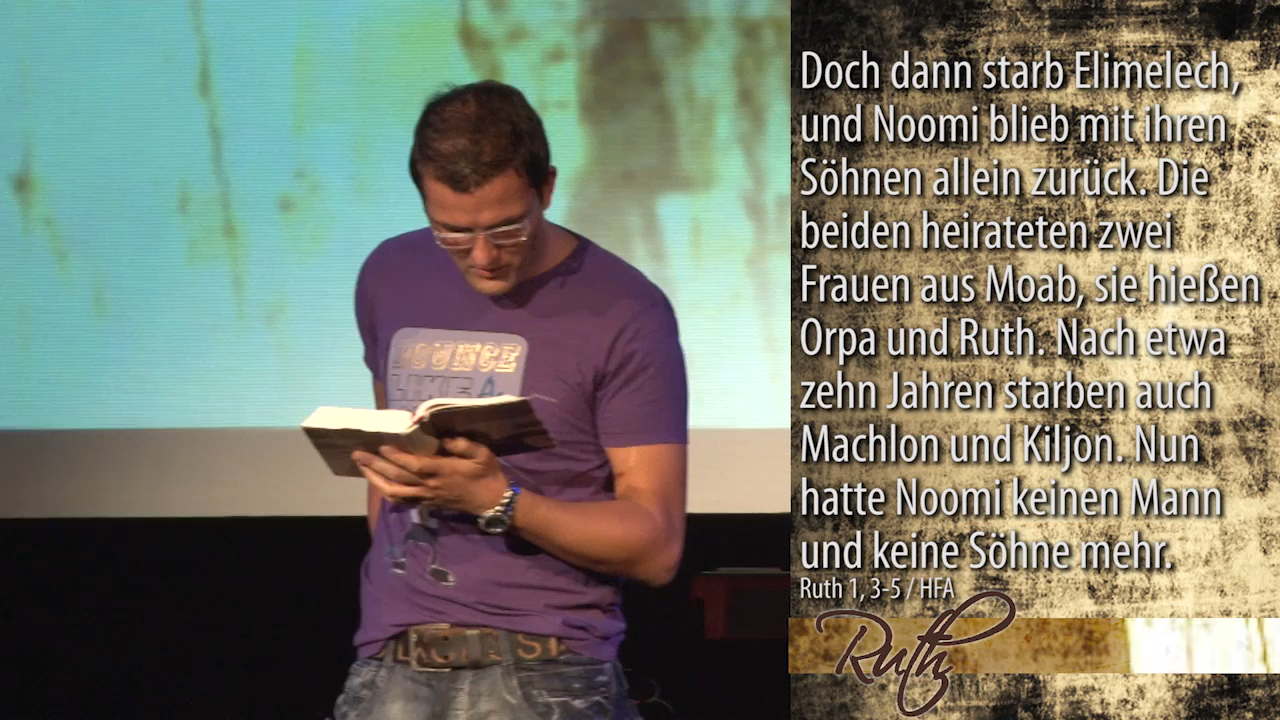 Doch dann starb Elimelech,
und Noomi blieb mit ihren
Söhnen allein zurück. Die
beiden heirateten zwei
Frauen aus Moab, sie hießen
Orpa und Ruth. Nach etwa
zehn Jahren starben auch
Machlon und Kiljon. Nun
hatte Noomi keinen Mann
und keine Söhne mehr.
Ruth 1, 3-5 / HFA
Ruth
BOUNCE
LIKE A